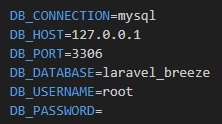 DB_CONNECTION=mysql
DB_HOST=127.0.0.1
DB_PORT=3306
DB_DATABASE=laravel_breeze
DB_USERNAME=root
DB_PASSWORD=